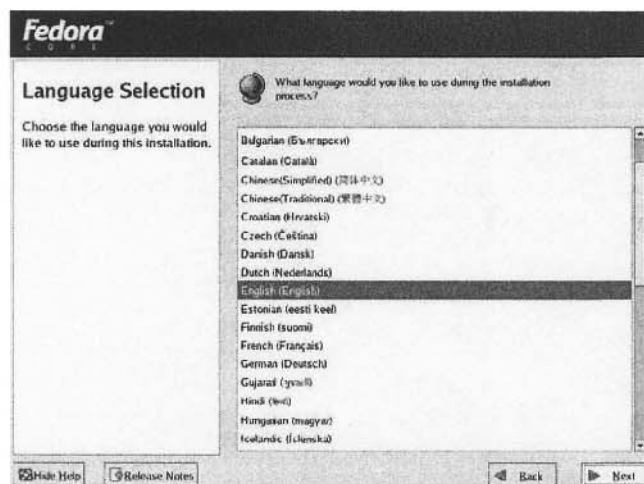 Fedora™
CORE
Language Selection
Choose the language you would
like to use during this installation.
What language would you like to use during the installation
process?
Bulgarian (Български)
Catalan (Català)
Chinese(Simplified) (简体中文)
Chinese(Traditional) (繁體中文)
Croatian (Hrvatski)
Czech (Čeština)
Danish (Dansk)
Dutch (Nederlands)
English (English)
Estonian (eesti keel)
Finnish (suomi)
French (Français)
German (Deutsch)
Gujarati
Hindi
Hungarian (magyar)
Icelandic (Íslenska)
Hide Help
Release Notes
Back
Next